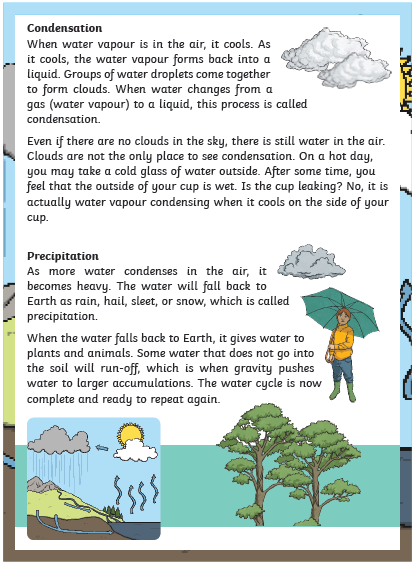 Condensation
When water vapour is in the air, it cools. As
it cools, the water vapour forms back into a
liquid. Groups of water droplets come together
to form clouds. When water changes from a
gas (water vapour) to a liquid, this process is called
condensation.
Even if there are no clouds in the sky, there is still water in the air.
Clouds are not the only place to see condensation. On a hot day,
you may take a cold glass of water outside. After some time, you
feel that the outside of your cup is wet. Is the cup leaking? No, it is
actually water vapour condensing when it cools on the side of your
cup.
Precipitation
As more water condenses in the air, it
becomes heavy. The water will fall back to
Earth as rain, hail, sleet, or snow, which is called
precipitation.
When the water falls back to Earth, it gives water to
plants and animals. Some water that does not go into
the soil will run-off, which is when gravity pushes
water to larger accumulations. The water cycle is now
complete and ready to repeat again.